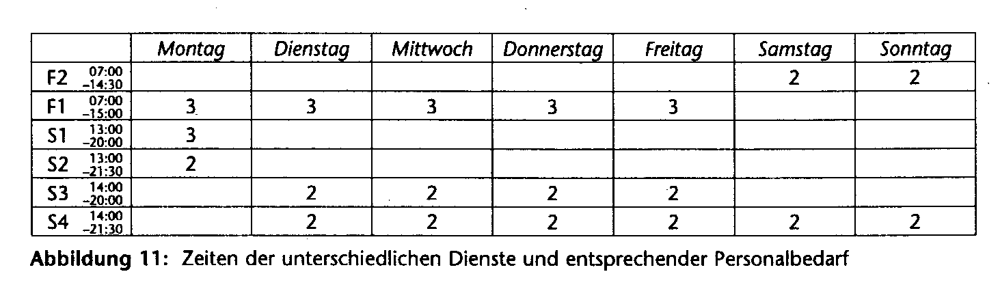 Montag Dienstag Mittwoch Donnerstag Freitag Samstag Sonntag
F2 07:00 –14:30 2 2
F1 07:00 –15:00 3 3 3 3 3
S1 13:00 –20:00 3
S2 13:00 –21:30 2
S3 14:00 –20:00 2 2 2 2
S4 14:00 –21:30 2 2 2 2 2 2
Abbildung 11: Zeiten der unterschiedlichen Dienste und entsprechender Personalbedarf